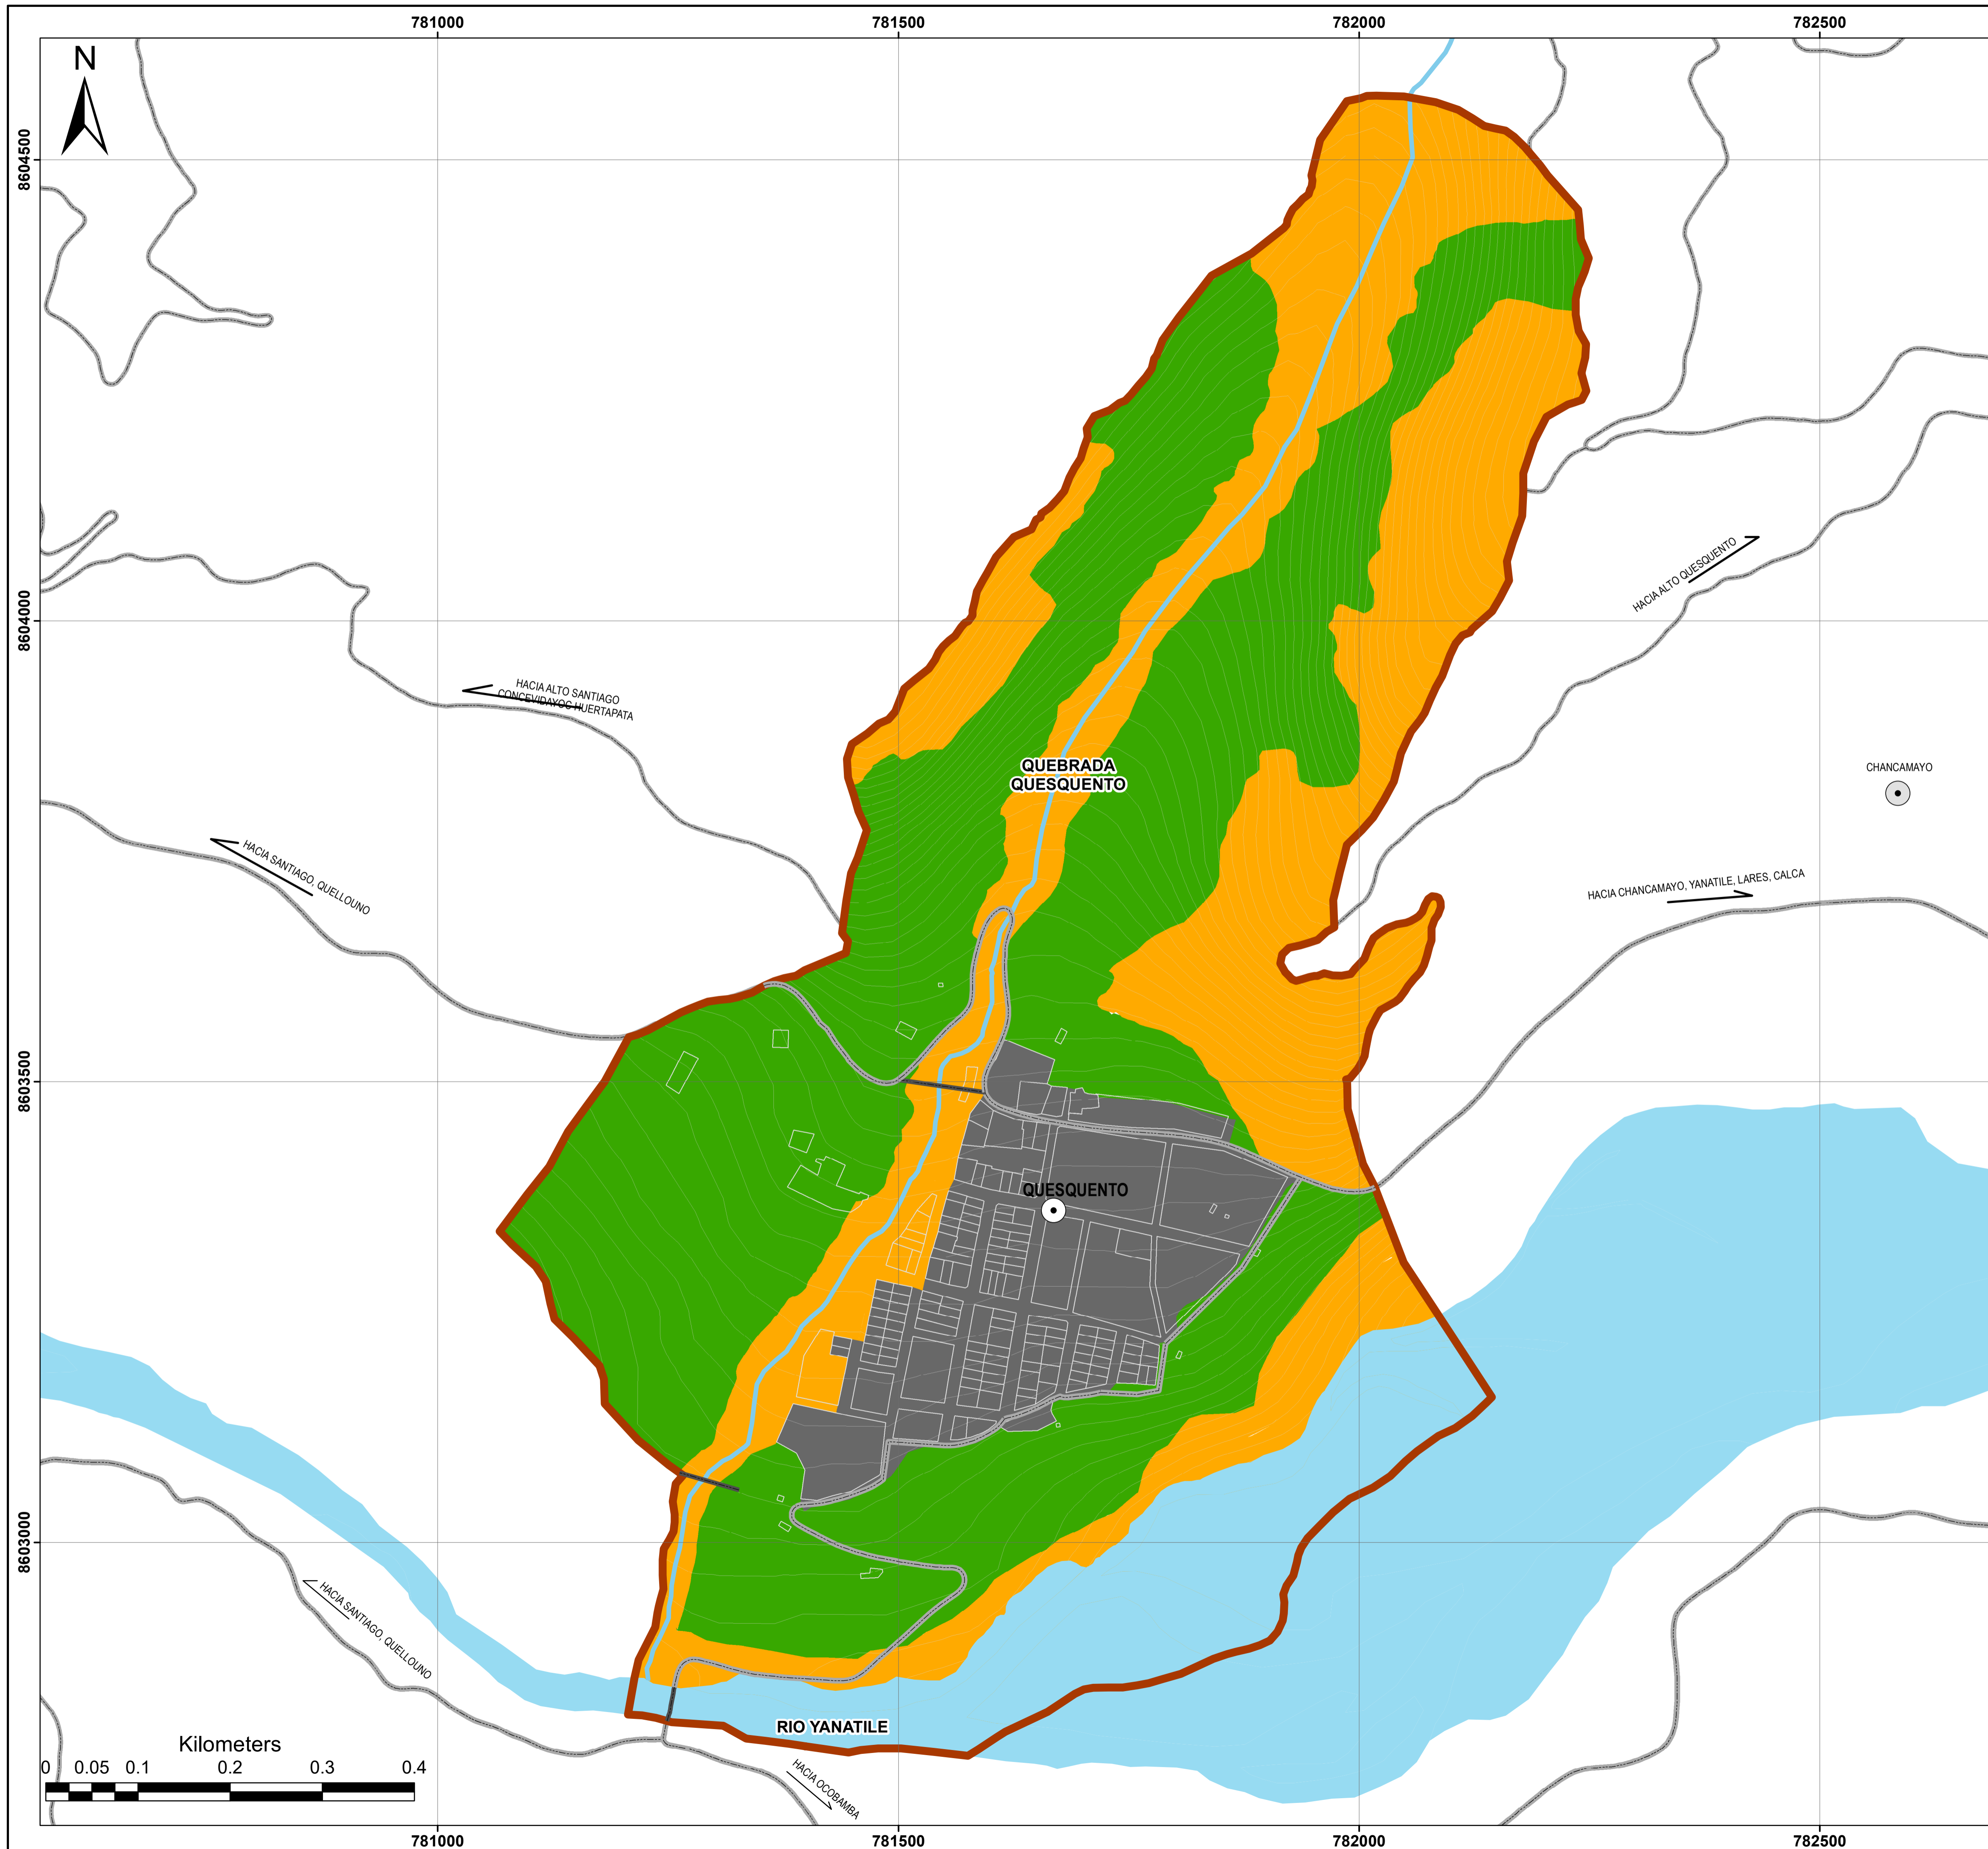 781000 781500 782000 782500
N
8604500
8604000
HACIA ALTO QUESQUENTO
HACIA ALTO SANTIAGO
CONCEVIDAYOC HUERTAPATA
QUEBRADA
QUESQUENTO
CHANCAMAYO
HACIA SANTIAGO, QUELLOUNO
HACIA CHANCAMAYO, YANATILE, LARES, CALCA
8603500
QUESQUENTO
8603000
HACIA SANTIAGO, QUELLOUNO
RIO YANATILE
HACIA OCOBAMBA
Kilometers
0 0.05 0.1 0.2 0.3 0.4
781000 781500 782000 782500